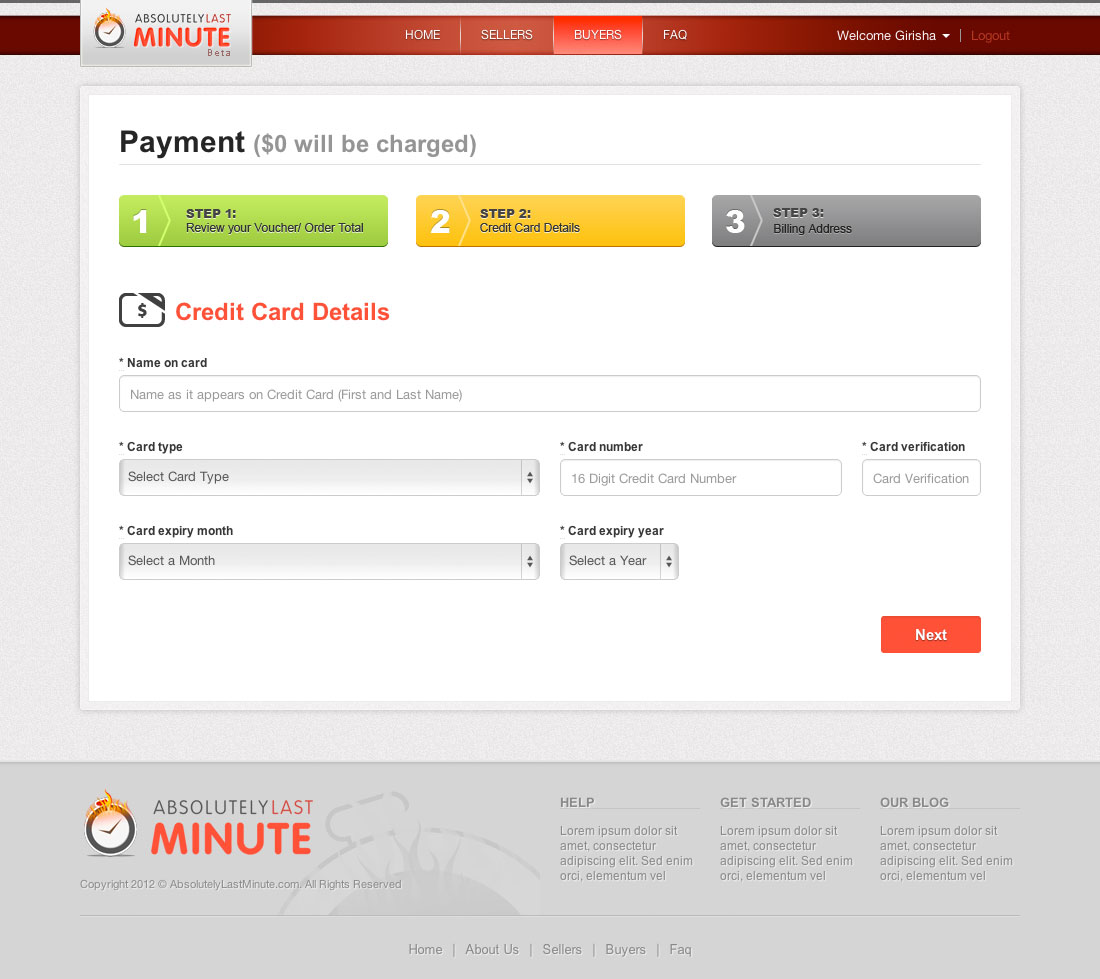 ABSOLUTELYLAST
MINUTE
Beta
HOME
SELLERS
BUYERS
FAQ
Welcome Girisha
Logout
Payment ($0 will be charged)
1
STEP 1:
Review your Voucher/ Order Total
2
STEP 2:
Credit Card Details
3
STEP 3:
Billing Address
$
Credit Card Details
* Name on card
Name as it appears on Credit Card (First and Last Name)
* Card type
Select Card Type
* Card number
16 Digit Credit Card Number
* Card verification
Card Verification
* Card expiry month
Select a Month
* Card expiry year
Select a Year
Next
ABSOLUTELYLAST
MINUTE
Copyright 2012 © AbsolutelyLastMinute.com. All Rights Reserved
HELP
Lorem ipsum dolor sit
amet, consectetur
adipiscing elit. Sed enim
orci, elementum vel
GET STARTED
Lorem ipsum dolor sit
amet, consectetur
adipiscing elit. Sed enim
orci, elementum vel
OUR BLOG
Lorem ipsum dolor sit
amet, consectetur
adipiscing elit. Sed enim
orci, elementum vel
Home | About Us | Sellers | Buyers | Faq